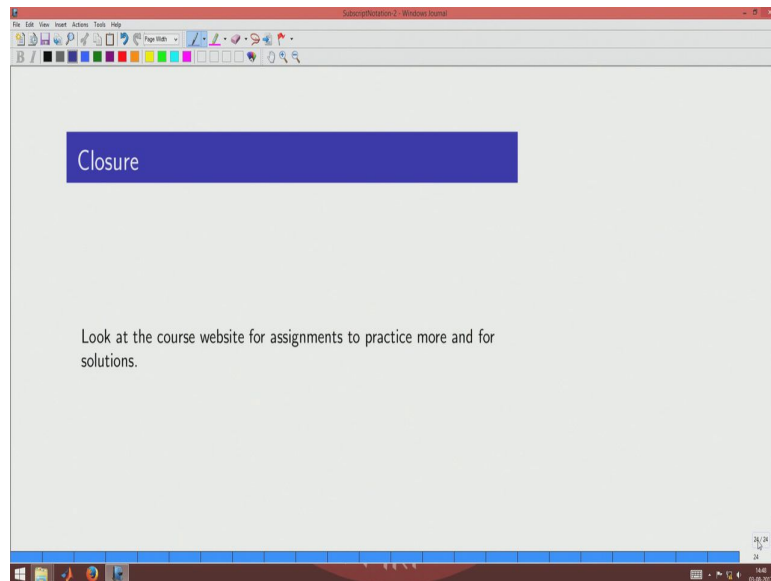 SubscriptNotation-2 - Windows Journal
File Edit View Insert Actions Tools Help
Page Width
B I
Closure
Look at the course website for assignments to practice more and for
solutions.
24 / 24
24
14:40